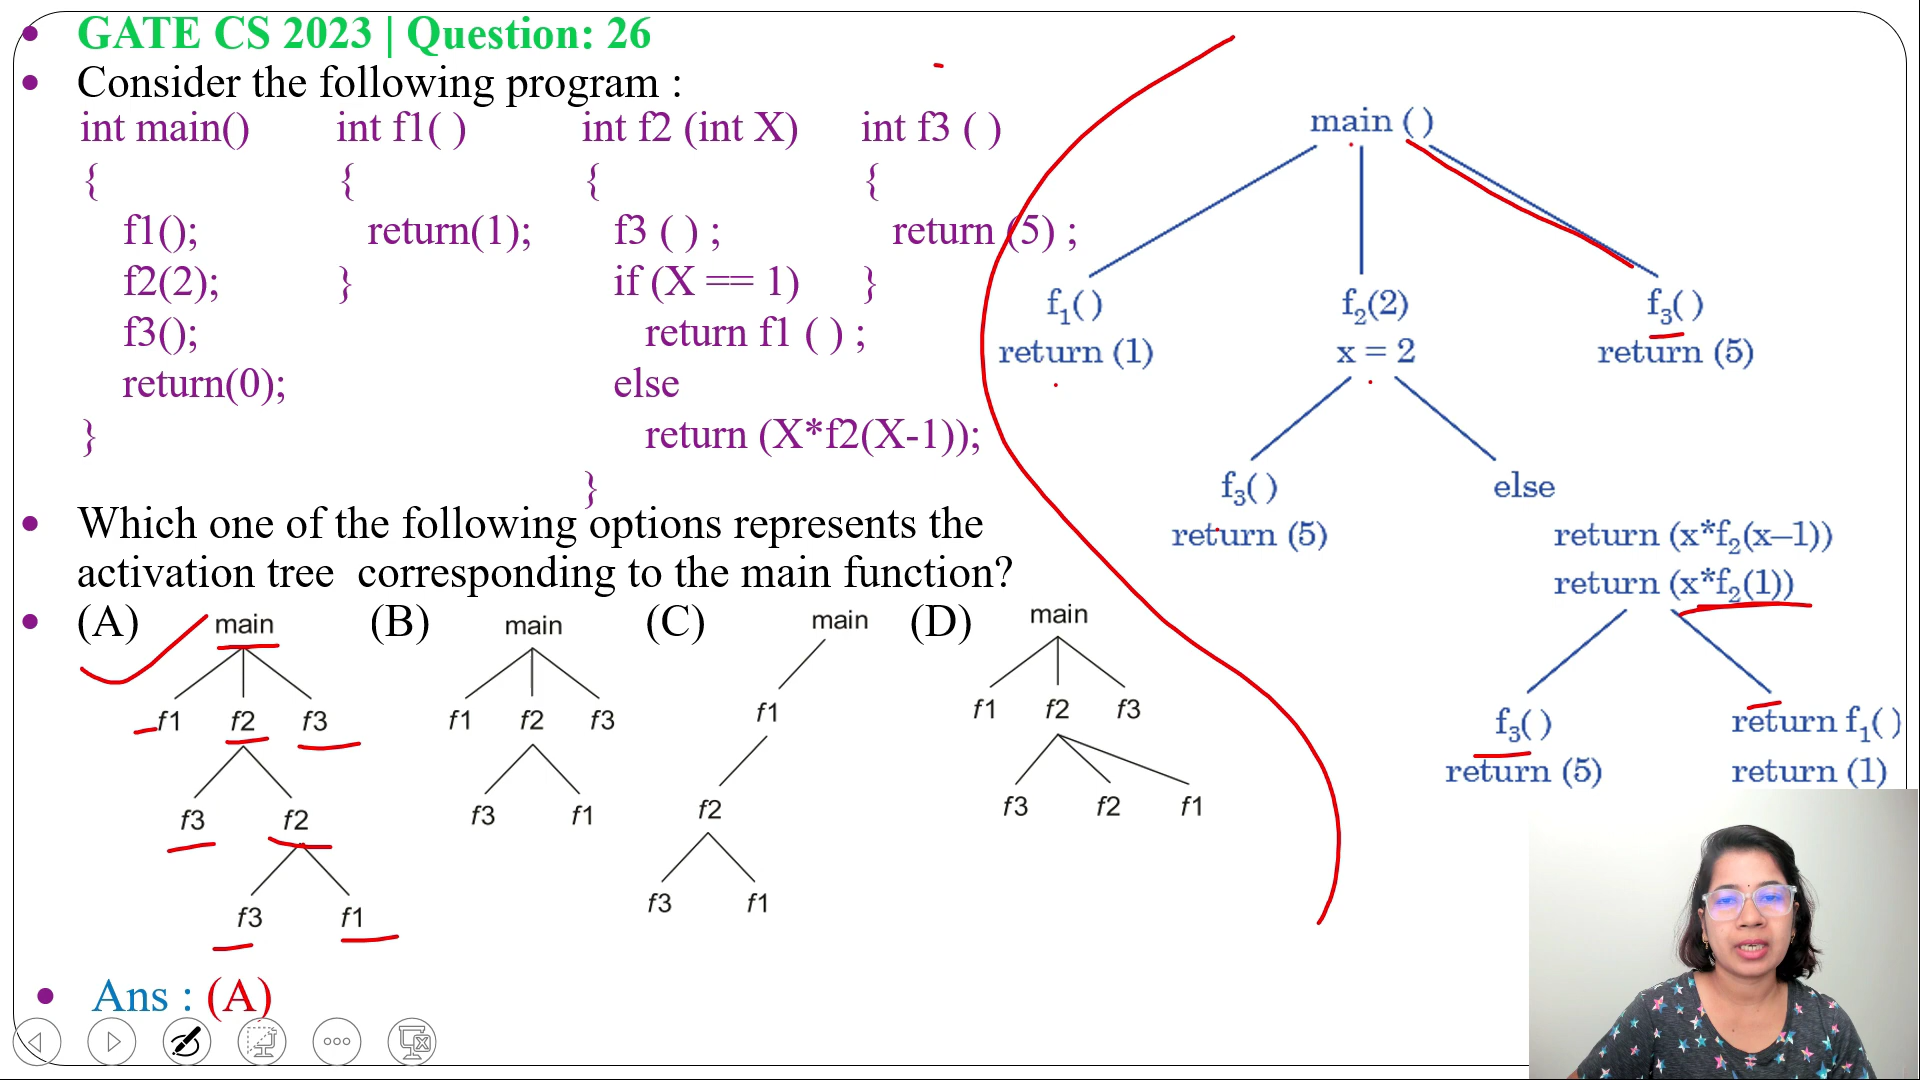 GATE CS 2023 | Question: 26
Consider the following program :
int main() int f1( ) int f2 (int X) int f3 ( )
{ { { {
f1(); return(1); f3 ( ) ; return (5) ;
f2(2); } if (X == 1) }
f3(); return f1 ( ) ;
return(0); else
} return (X*f2(X-1));
}
Which one of the following options represents the
activation tree corresponding to the main function?
(A) main (B) main (C) main (D) main
f1 f2 f3
f3 f2
f3 f1
f1 f2 f3
f3 f1
f1
f2
f3 f1
f1 f2 f3
f3 f2 f1
Ans : (A)
main ( )
f₁( ) f₂(2) f₃( )
return (1) x = 2 return (5)
f₃( ) else
return (5) return (x*f₂(x–1))
return (x*f₂(1))
f₃( ) return f₁( )
return (5) return (1)